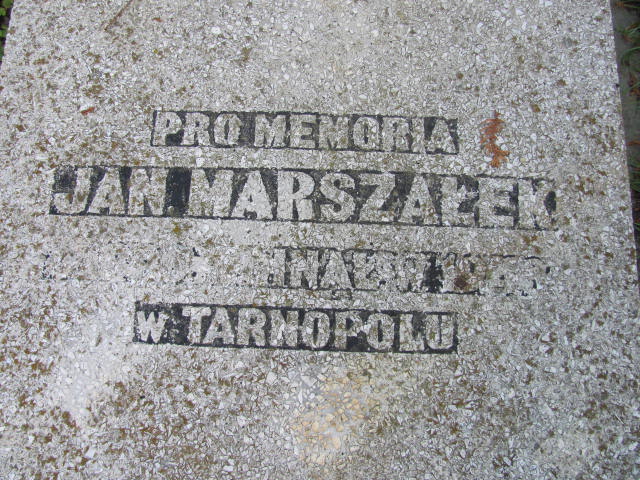 PRO MEMORIA
JAN MARSZAŁEK
W. TARNOPOLU